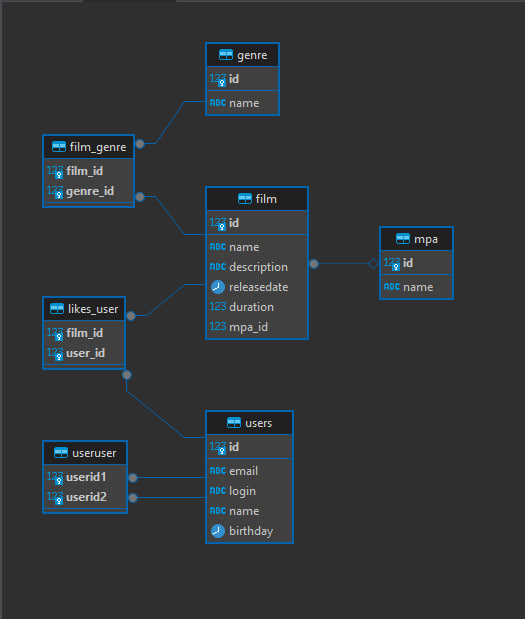 genre
123 id
ABC name
film_genre
123 film_id
123 genre_id
film
123 id
ABC name
ABC description
releasedate
123 duration
123 mpa_id
mpa
123 id
ABC name
likes_user
123 film_id
123 user_id
users
123 id
ABC email
ABC login
ABC name
birthday
useruser
123 userid1
123 userid2